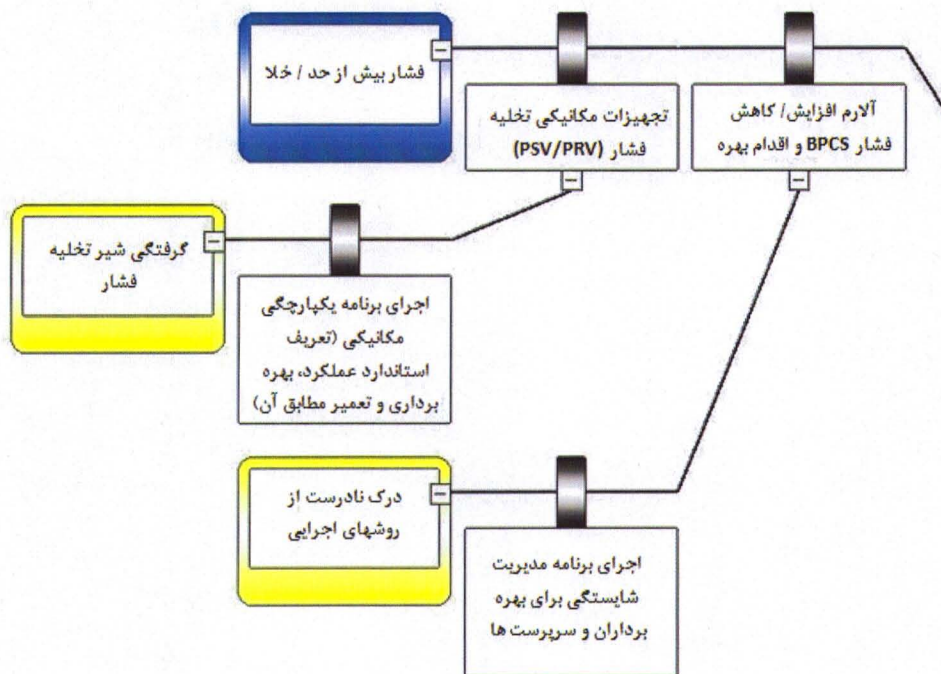 فشار بیش از حد / خلا
تجهیزات مکانیکی تخلیه
فشار (PSV/PRV)
آلارم افزایش/ کاهش
فشار BPCS و اقدام بهره
گرفتگی شیر تخلیه
فشار
اجرای برنامه یکپارچگی
مکانیکی (تعریف
استاندارد عملکرد، بهره
برداری و تعمیر مطابق آن)
درک نادرست از
روشهای اجرایی
اجرای برنامه مدیریت
شایستگی برای بهره
برداران و سرپرست ها